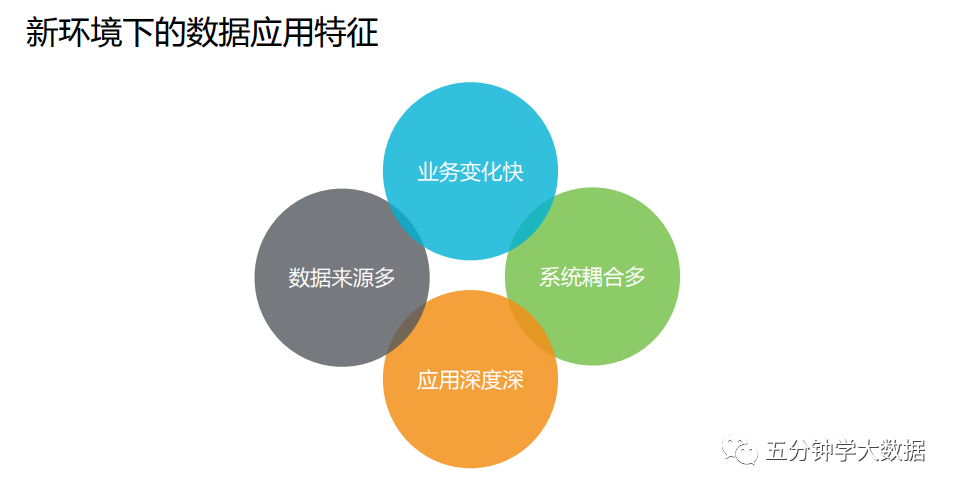 新环境下的数据应用特征
业务变化快
数据来源多
系统耦合多
应用深度深
五分钟学大数据